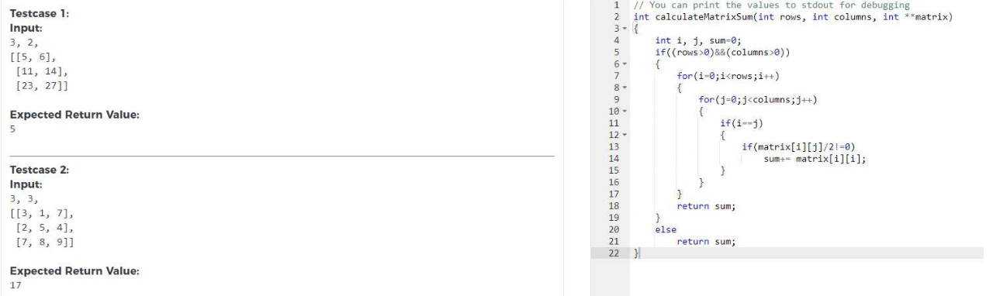 Testcase 1:
Input:
3, 2,
[[5, 6],
[11, 14],
[23, 27]]
Expected Return Value:
5
Testcase 2:
Input:
3, 3,
[[3, 1, 7],
[2, 5, 4],
[7, 8, 9]]
Expected Return Value:
17
1 // You can print the values to stdout for debugging
2 int calculateMatrixSum(int rows, int columns, int **matrix)
3 {
4 int i, j, sum=0;
5 if((rows>0)&&(columns>0))
6 {
7 for(i=0;i<rows;i++)
8 {
9 for(j=0;j<columns;j++)
10 {
11 if(i==j)
12 {
13 if(matrix[i][j]/2!=0)
14 sum+= matrix[i][i];
15 }
16 }
17 }
18 return sum;
19 }
20 else
21 return sum;
22 }